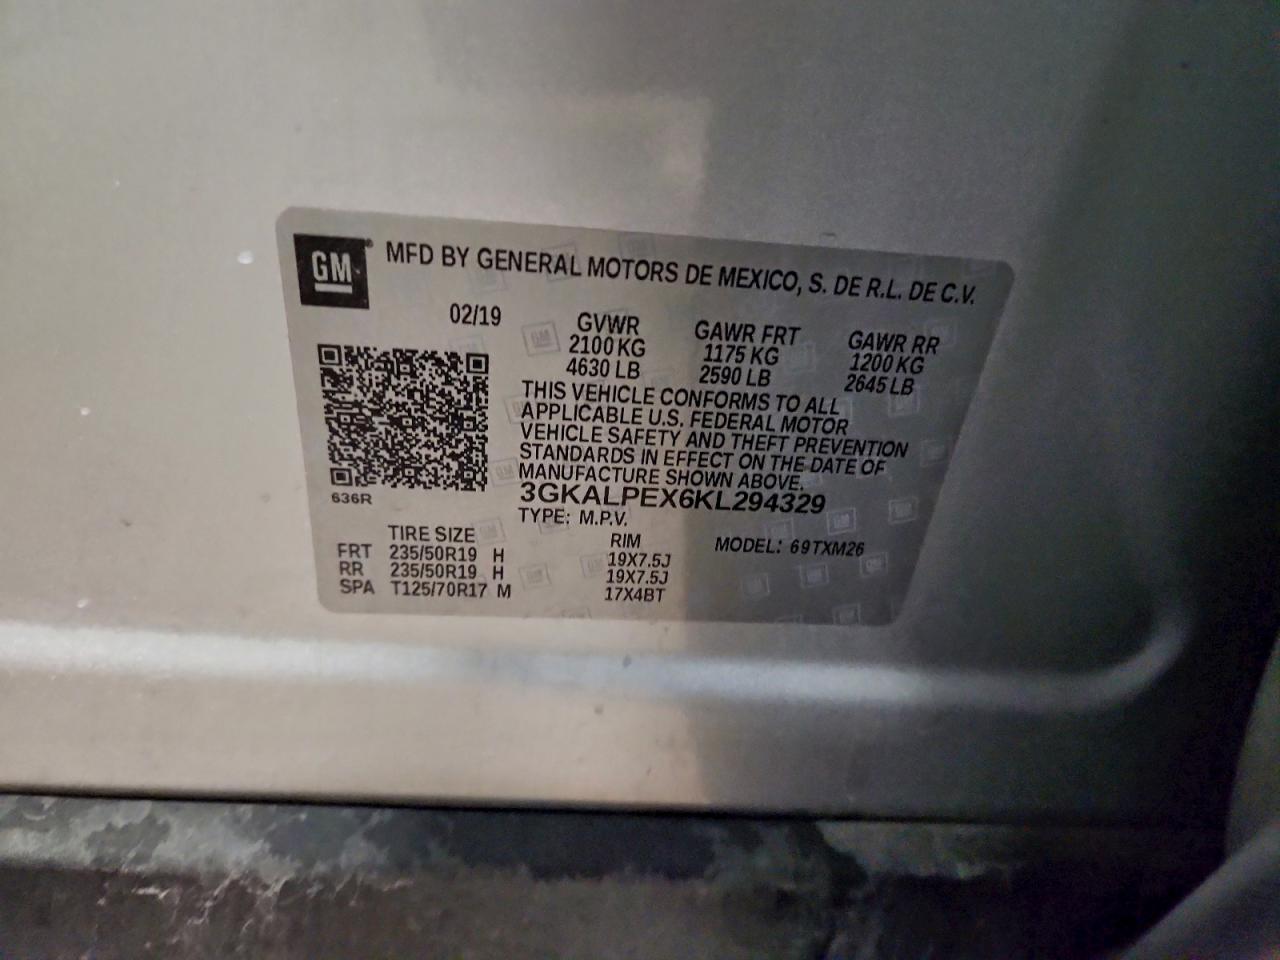 GM
MFD BY GENERAL MOTORS DE MEXICO, S. DE R.L. DE C.V.
02/19 GVWR GAWR FRT GAWR RR
2100 KG 1175 KG 1200 KG
4630 LB 2590 LB 2645 LB
THIS VEHICLE CONFORMS TO ALL
APPLICABLE U.S. FEDERAL MOTOR
VEHICLE SAFETY AND THEFT PREVENTION
STANDARDS IN EFFECT ON THE DATE OF
MANUFACTURE SHOWN ABOVE.
636R 3GKALPEX6KL294329
TYPE: M.P.V.
TIRE SIZE RIM MODEL: 69TXM26
FRT 235/50R19 H 19X7.5J
RR 235/50R19 H 19X7.5J
SPA T125/70R17 M 17X4BT